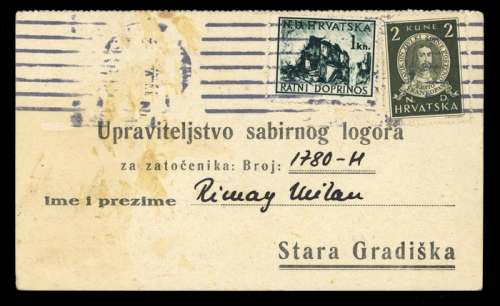 N.D. HRVATSKA
1 kn.
RATNI DOPRINOS
2 KUNE 2
N. D.
HRVATSKA
Upraviteljstvo sabirnog logora
za zatočenika: Broj: 1780-H
Ime i prezime Rimay Milan
Stara Gradiška